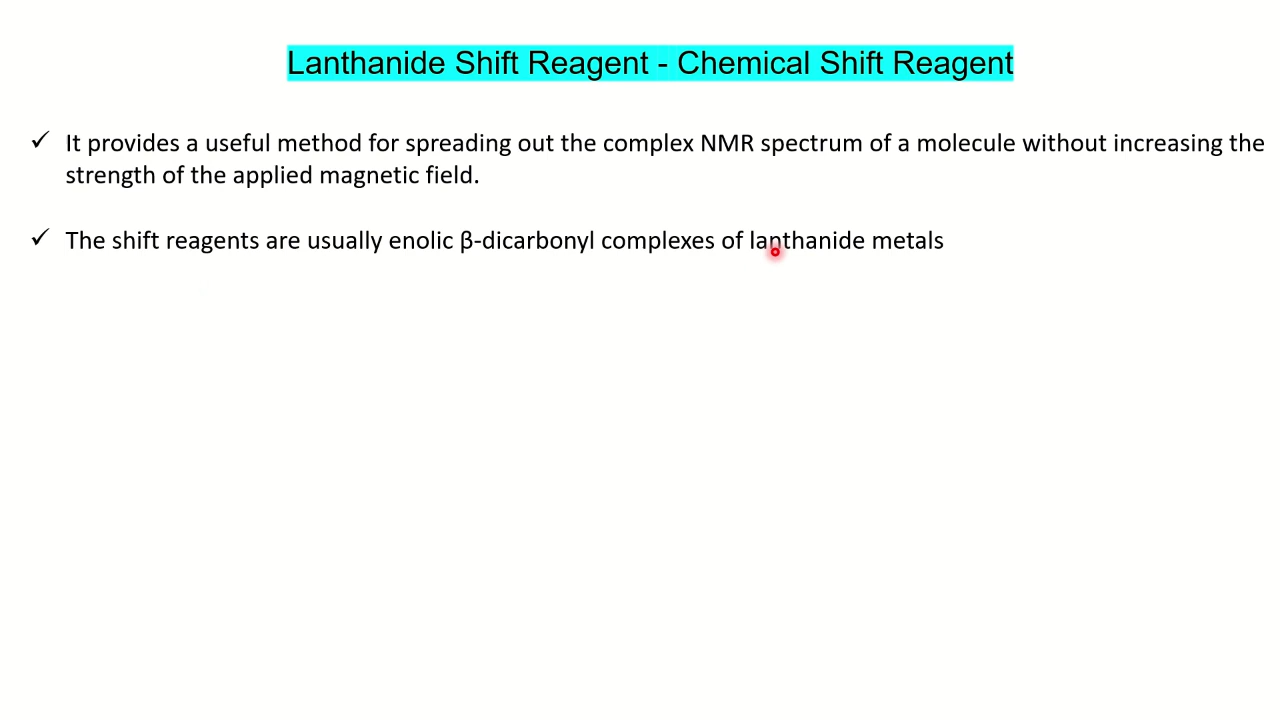 Lanthanide Shift Reagent - Chemical Shift Reagent
✓ It provides a useful method for spreading out the complex NMR spectrum of a molecule without increasing the
strength of the applied magnetic field.
✓ The shift reagents are usually enolic β-dicarbonyl complexes of lanthanide metals